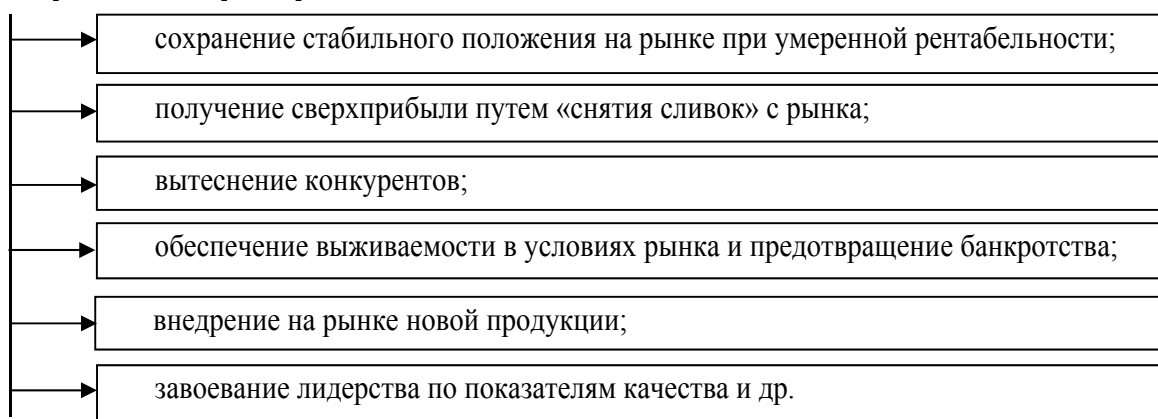 сохранение стабильного положения на рынке при умеренной рентабельности;
получение сверхприбыли путем «снятия сливок» с рынка;
вытеснение конкурентов;
обеспечение выживаемости в условиях рынка и предотвращение банкротства;
внедрение на рынке новой продукции;
завоевание лидерства по показателям качества и др.